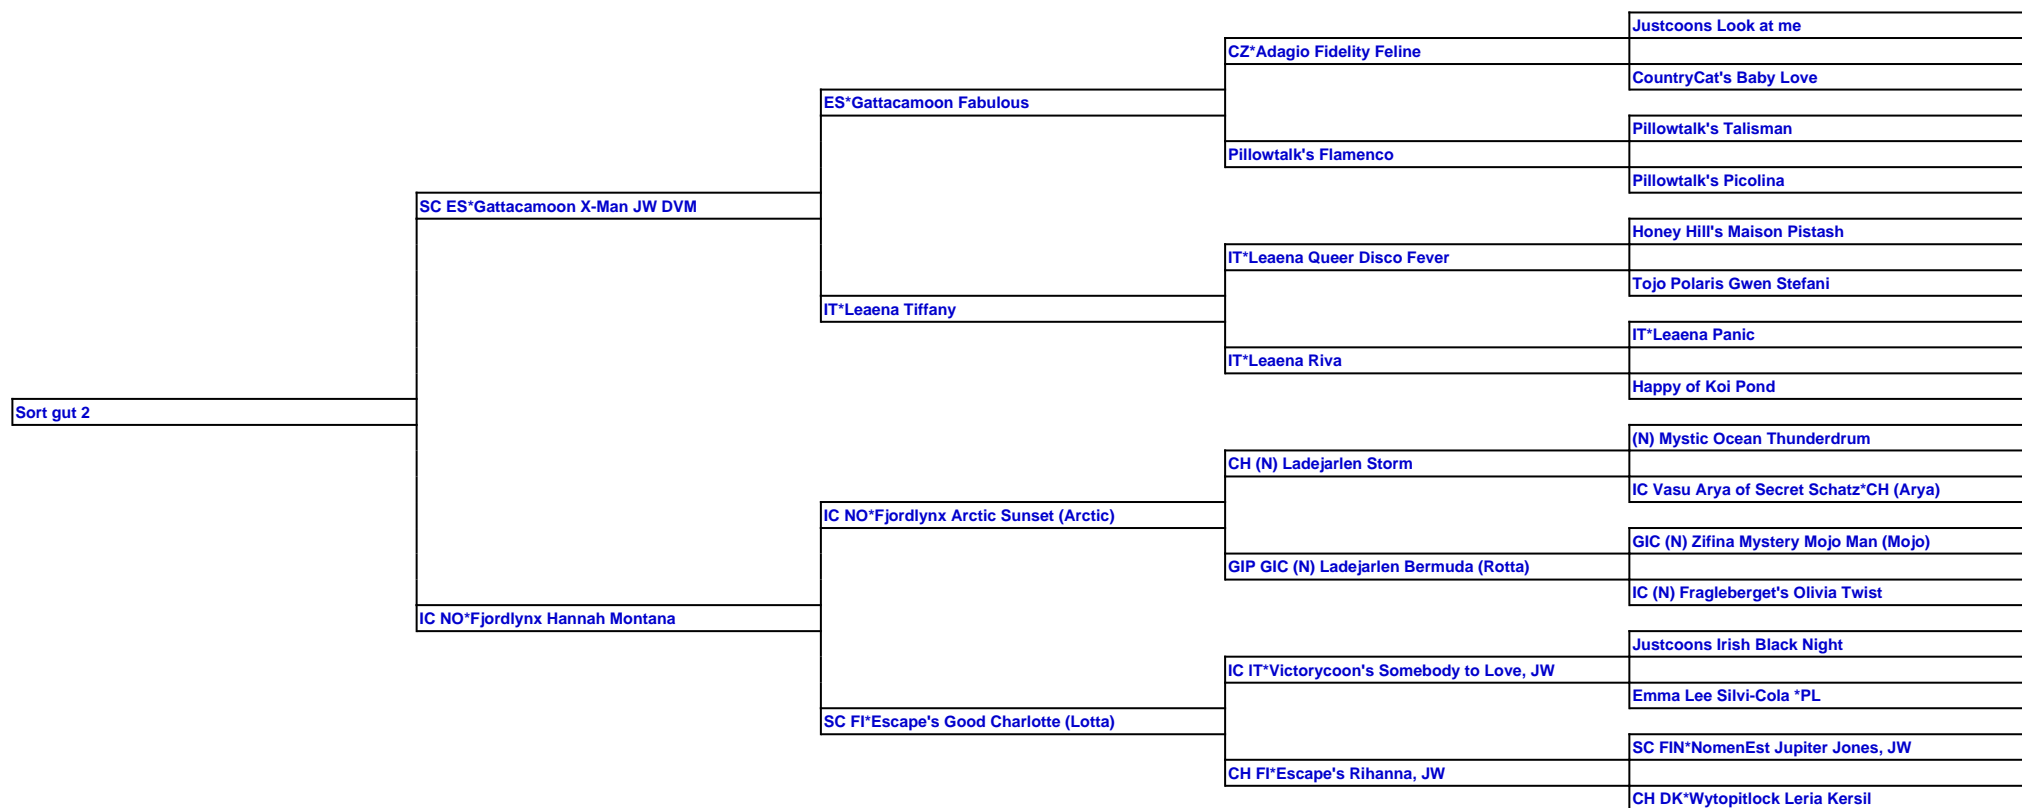 Justcoons Look at me
CZ*Adagio Fidelity Feline
CountryCat's Baby Love
ES*Gattacamoon Fabulous
Pillowtalk's Talisman
Pillowtalk's Flamenco
Pillowtalk's Picolina
SC ES*Gattacamoon X-Man JW DVM
Honey Hill's Maison Pistash
IT*Leaena Queer Disco Fever
Tojo Polaris Gwen Stefani
IT*Leaena Tiffany
IT*Leaena Panic
IT*Leaena Riva
Happy of Koi Pond
Sort gut 2
(N) Mystic Ocean Thunderdrum
CH (N) Ladejarlen Storm
IC Vasu Arya of Secret Schatz*CH (Arya)
IC NO*Fjordlynx Arctic Sunset (Arctic)
GIC (N) Zifina Mystery Mojo Man (Mojo)
GIP GIC (N) Ladejarlen Bermuda (Rotta)
IC (N) Fragleberget's Olivia Twist
IC NO*Fjordlynx Hannah Montana
Justcoons Irish Black Night
IC IT*Victorycoon's Somebody to Love, JW
Emma Lee Silvi-Cola *PL
SC FI*Escape's Good Charlotte (Lotta)
SC FIN*NomenEst Jupiter Jones, JW
CH FI*Escape's Rihanna, JW
CH DK*Wytopitlock Leria Kersil